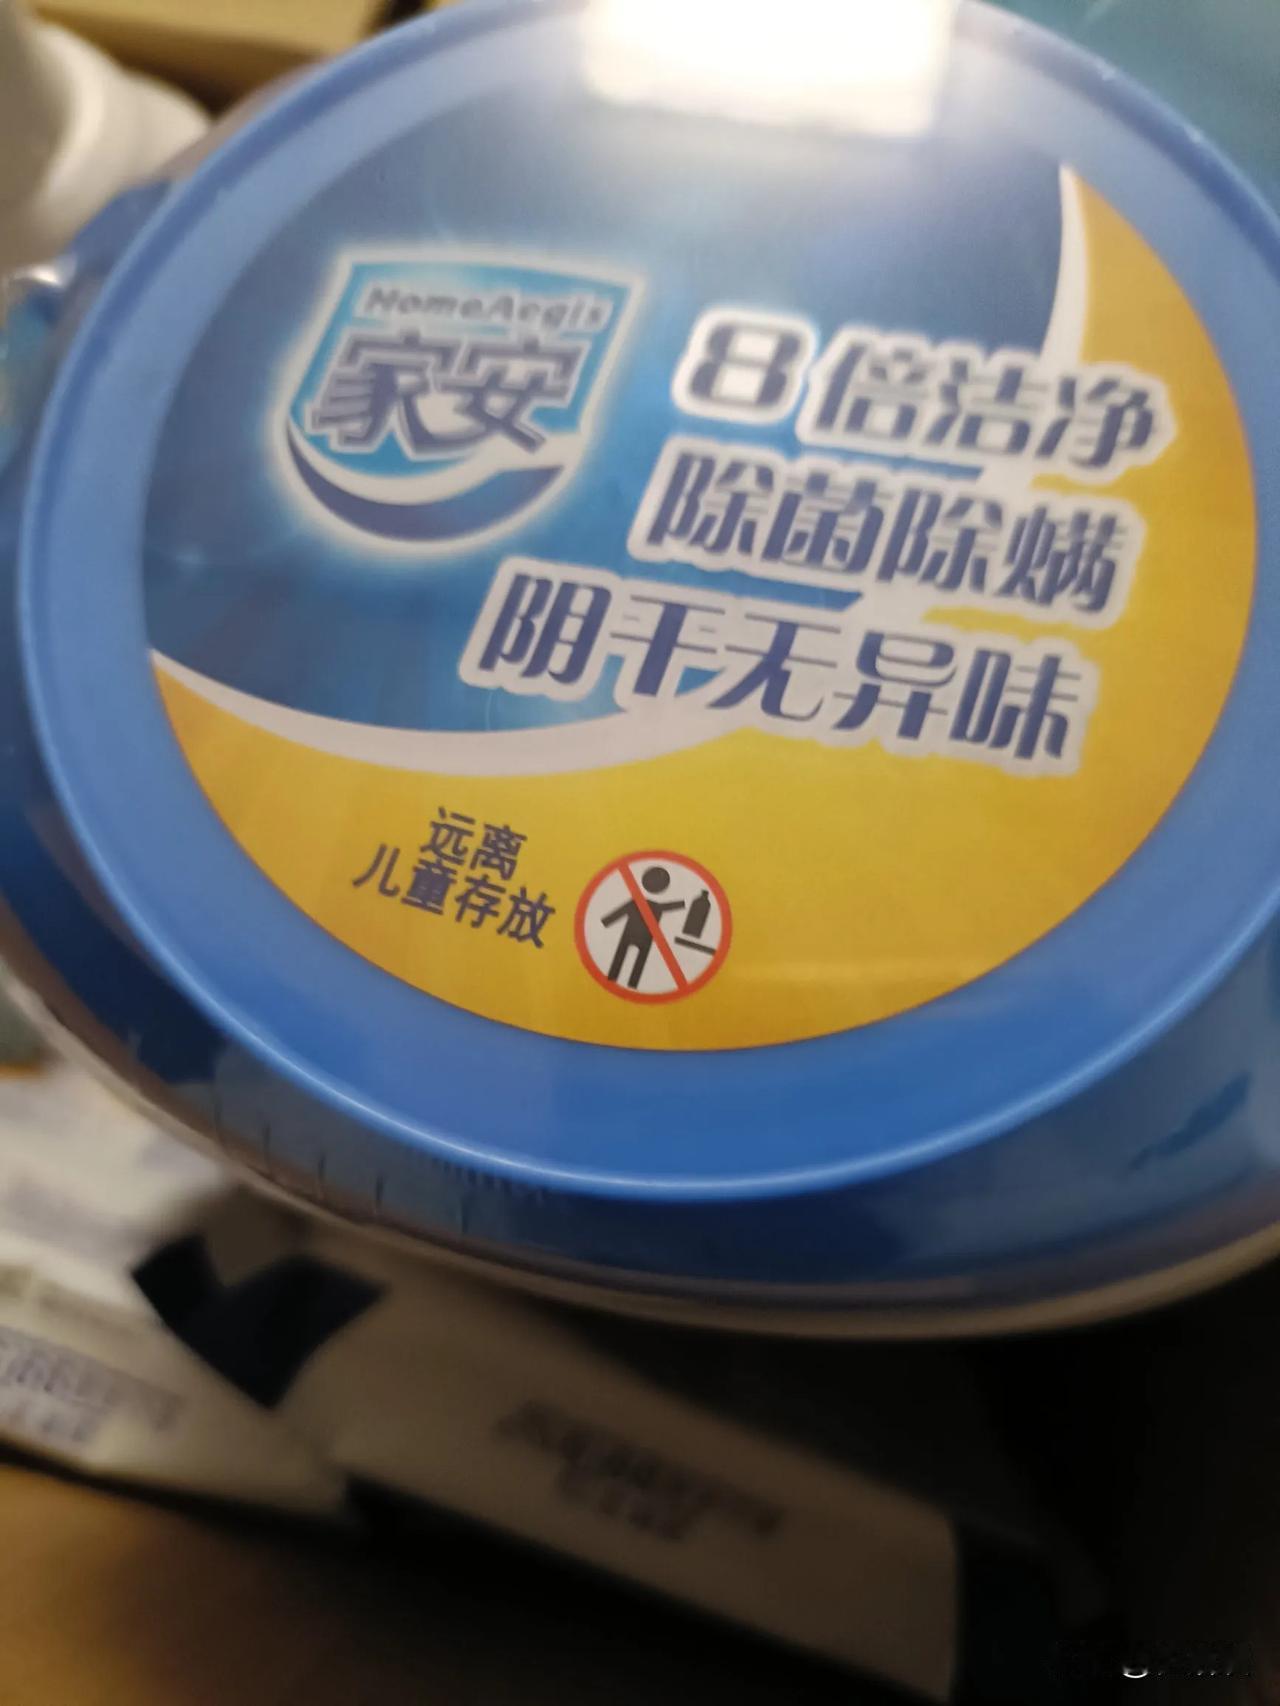 HomeAegis
家安
8倍洁净
除菌除螨
阴干无异味
远离
儿童存放